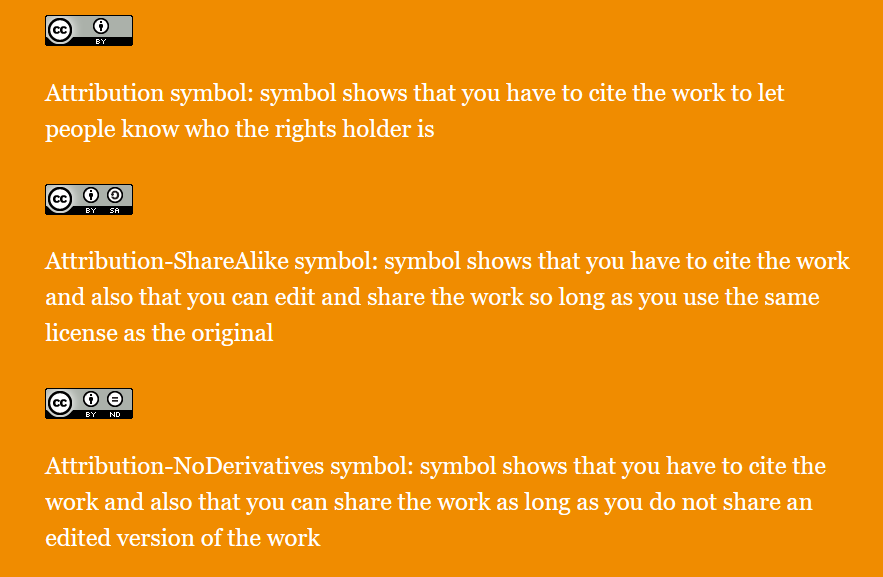 cc
BY
Attribution symbol: symbol shows that you have to cite the work to let
people know who the rights holder is
cc
BY SA
Attribution-ShareAlike symbol: symbol shows that you have to cite the work
and also that you can edit and share the work so long as you use the same
license as the original
cc
BY ND
Attribution-NoDerivatives symbol: symbol shows that you have to cite the
work and also that you can share the work as long as you do not share an
edited version of the work